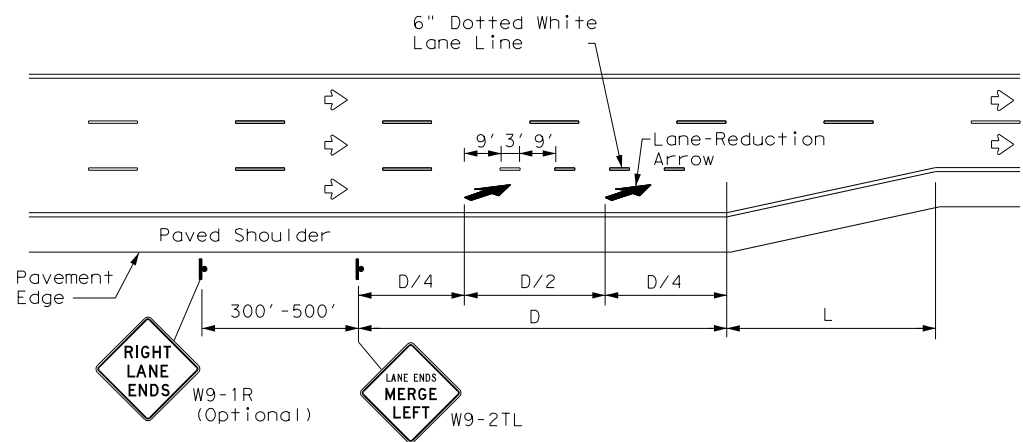 6" Dotted White
Lane Line
9' 3' 9'
Lane-Reduction
Arrow
Paved Shoulder
Pavement
Edge
D/4 D/2 D/4
300'-500' D L
RIGHT
LANE
ENDS
W9-1R
(Optional)
LANE ENDS
MERGE
LEFT
W9-2TL